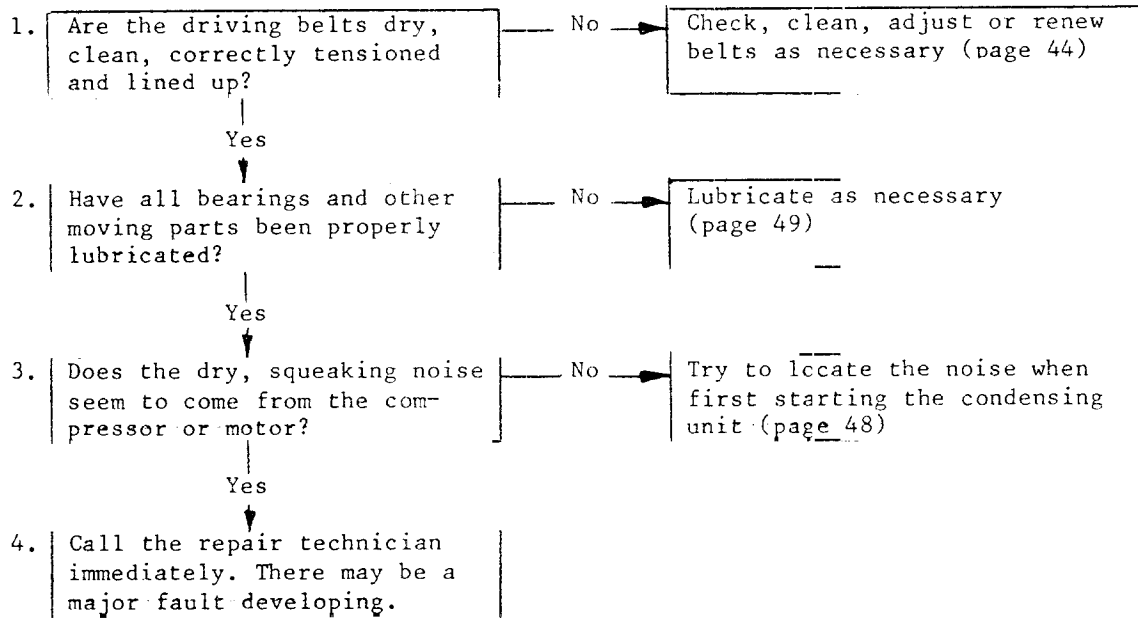 1. Are the driving belts dry,
clean, correctly tensioned
and lined up?
No
Check, clean, adjust or renew
belts as necessary (page 44)
Yes
2. Have all bearings and other
moving parts been properly
lubricated?
No
Lubricate as necessary
(page 49)
Yes
3. Does the dry, squeaking noise
seem to come from the com-
pressor or motor?
No
Try to locate the noise when
first starting the condensing
unit (page 48)
Yes
4. Call the repair technician
immediately. There may be a
major fault developing.